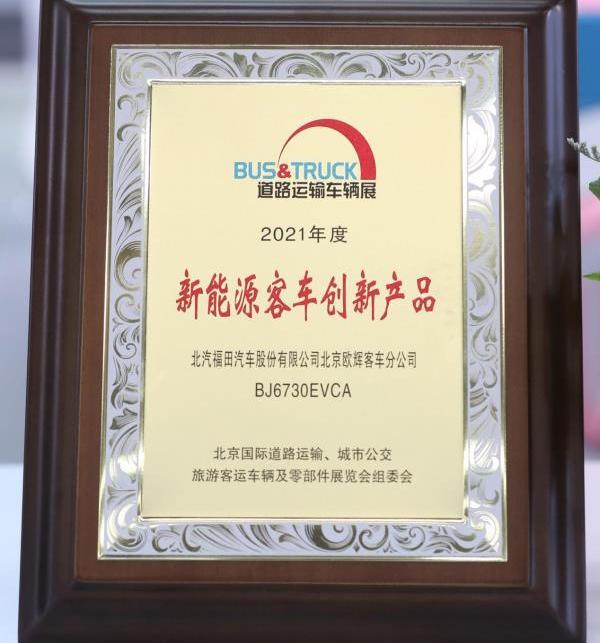 BUS&TRUCK
道路运输车辆展
2021年度
新能源客车创新产品
北汽福田汽车股份有限公司北京欧辉客车分公司
BJ6730EVCA
北京国际道路运输、城市公交
旅游客运车辆及零部件展览会组委会